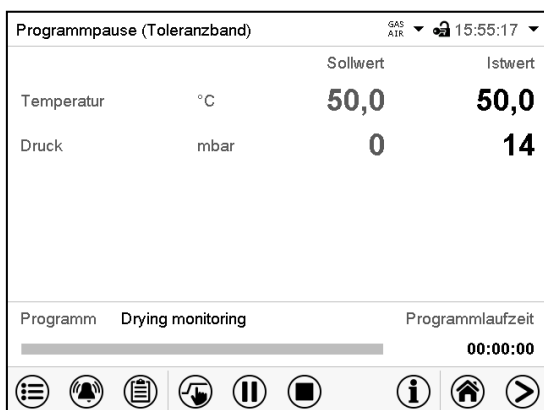 Programmpause (Toleranzband) GAS AIR 15:55:17
Sollwert Istwert
Temperatur °C 50,0 50,0
Druck mbar 0 14
Programm Drying monitoring Programmlaufzeit
00:00:00